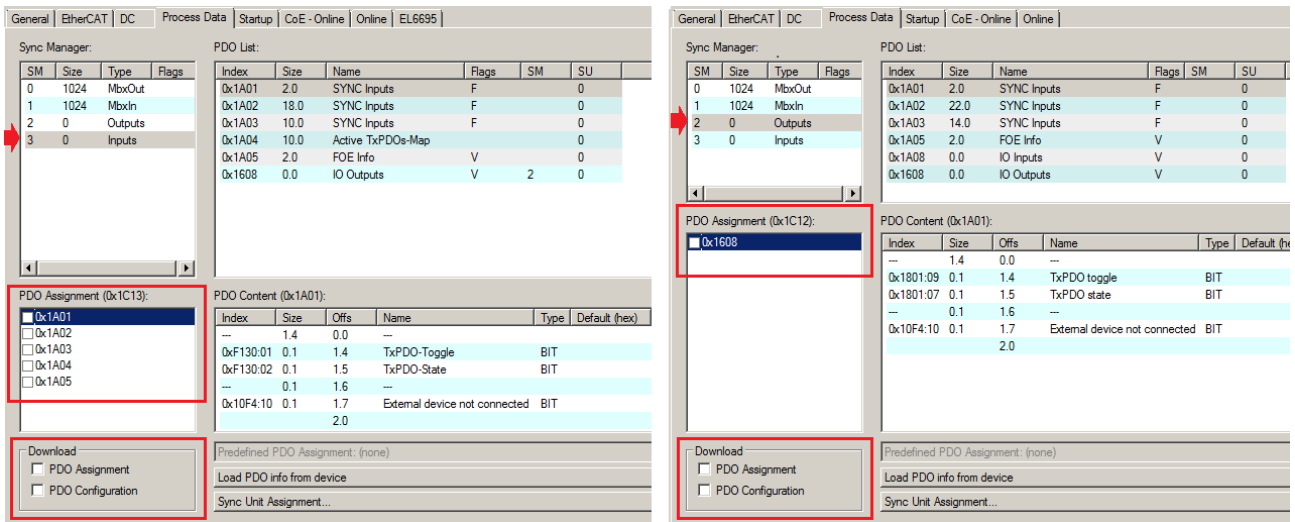 General EtherCAT DC Process Data Startup CoE - Online Online EL6695
Sync Manager:
SM Size Type Flags
0 1024 MbxOut
1 1024 MbxIn
2 0 Outputs
3 0 Inputs
PDO List:
Index Size Name Flags SM SU
0x1A01 2.0 SYNC Inputs F 0
0x1A02 18.0 SYNC Inputs F 0
0x1A03 10.0 SYNC Inputs F 0
0x1A04 10.0 Active TxPDOs-Map 0
0x1A05 2.0 FOE Info V 0
0x1608 0.0 IO Outputs V 2 0
PDO Assignment (0x1C13):
0x1A01
0x1A02
0x1A03
0x1A04
0x1A05
PDO Content (0x1A01):
Index Size Offs Name Type Default (hex)
--- 1.4 0.0 ---
0xF130:01 0.1 1.4 TxPDO-Toggle BIT
0xF130:02 0.1 1.5 TxPDO-State BIT
--- 0.1 1.6 ---
0x10F4:10 0.1 1.7 External device not connected BIT
2.0
Download
PDO Assignment
PDO Configuration
Predefined PDO Assignment: (none)
Load PDO info from device
Sync Unit Assignment...
General EtherCAT DC Process Data Startup CoE - Online Online
Sync Manager:
SM Size Type Flags
0 1024 MbxOut
1 1024 MbxIn
2 0 Outputs
3 0 Inputs
PDO List:
Index Size Name Flags SM SU
0x1A01 2.0 SYNC Inputs F 0
0x1A02 22.0 SYNC Inputs F 0
0x1A03 14.0 SYNC Inputs F 0
0x1A05 2.0 FOE Info V 0
0x1A08 0.0 IO Inputs V 0
0x1608 0.0 IO Outputs V 0
PDO Assignment (0x1C12):
0x1608
PDO Content (0x1A01):
Index Size Offs Name Type Default (he
--- 1.4 0.0 ---
0x1801:09 0.1 1.4 TxPDO toggle BIT
0x1801:07 0.1 1.5 TxPDO state BIT
--- 0.1 1.6 ---
0x10F4:10 0.1 1.7 External device not connected BIT
2.0
Download
PDO Assignment
PDO Configuration
Predefined PDO Assignment: (none)
Load PDO info from device
Sync Unit Assignment...